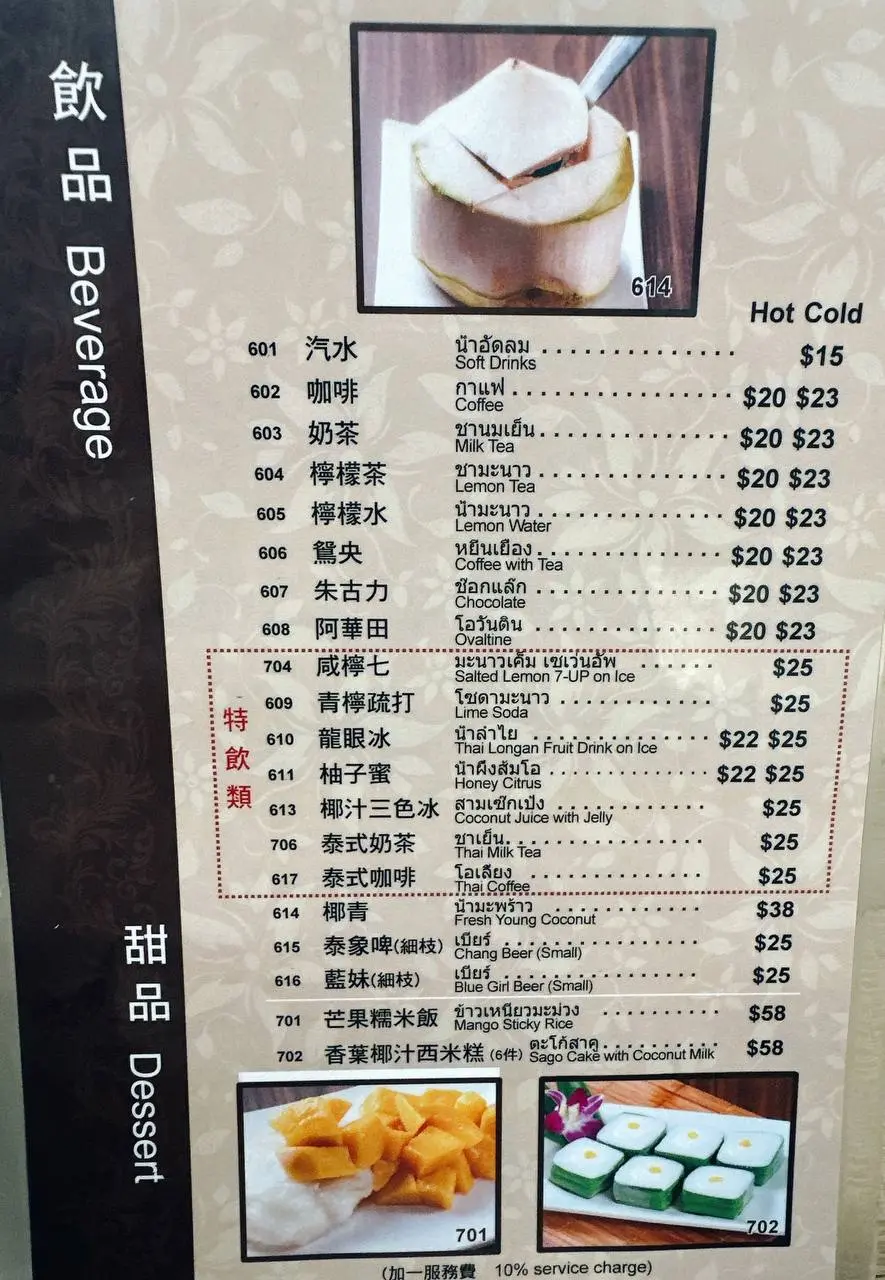 飲品 Beverage
614
Hot Cold
601 汽水 น้ำอัดลม Soft Drinks $15
602 咖啡 กาแฟ Coffee $20 $23
603 奶茶 ชานมเย็น Milk Tea $20 $23
604 檸檬茶 ชามะนาว Lemon Tea $20 $23
605 檸檬水 น้ำมะนาว Lemon Water $20 $23
606 鴛央 หยินเยือง Coffee with Tea $20 $23
607 朱古力 ช๊อกแล๊ก Chocolate $20 $23
608 阿華田 โอวันติน Ovaltine $20 $23
特飲類
704 咸檸七 มะนาวเค็ม เซเว่นอัพ Salted Lemon 7-UP on Ice $25
609 青檸疏打 โซดามะนาว Lime Soda $25
610 龍眼冰 น้ำลำไย Thai Longan Fruit Drink on Ice $22 $25
611 柚子蜜 น้ำผึ้งส้มโอ Honey Citrus $22 $25
613 椰汁三色冰 สามเซ๊กเป้ง Coconut Juice with Jelly $25
706 泰式奶茶 ชาเย็น Thai Milk Tea $25
617 泰式咖啡 โอเลี้ยง Thai Coffee $25
614 椰青 น้ำมะพร้าว Fresh Young Coconut $38
615 泰象啤(細枝) เบียร์ Chang Beer (Small) $25
616 藍妹(細枝) เบียร์ Blue Girl Beer (Small) $25
甜品 Dessert
701 芒果糯米飯 ข้าวเหนียวมะม่วง Mango Sticky Rice $58
702 香葉椰汁西米糕 (6件) ตะโก้สาคู Sago Cake with Coconut Milk $58
701
702
(加一服務費 10% service charge)